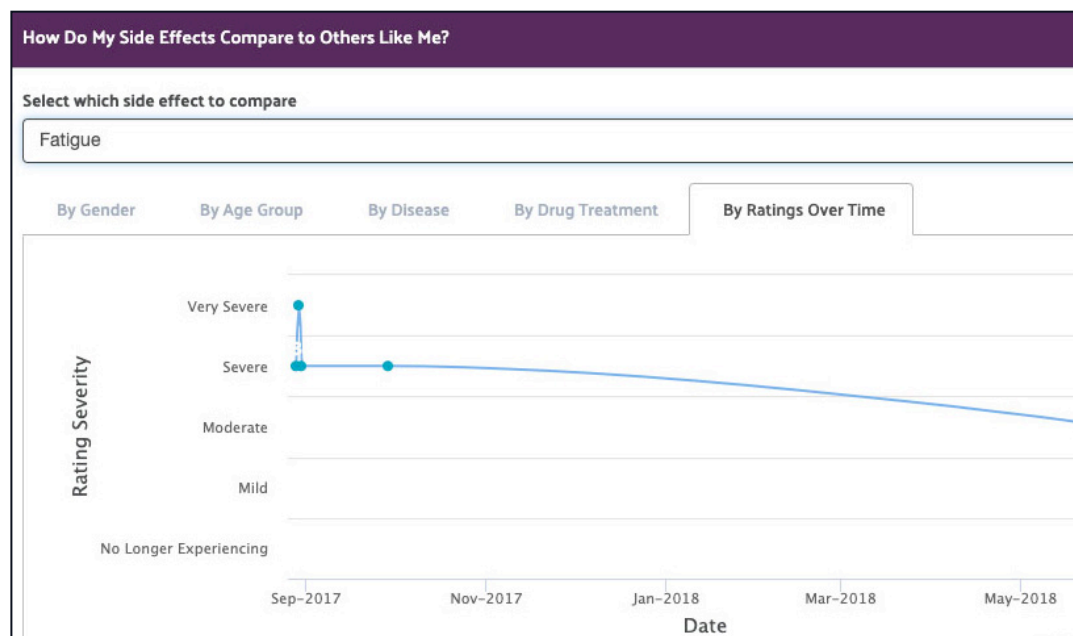 How Do My Side Effects Compare to Others Like Me?
Select which side effect to compare
Fatigue
By Gender By Age Group By Disease By Drug Treatment By Ratings Over Time
Very Severe
Severe
Moderate
Mild
No Longer Experiencing
Rating Severity
Sep-2017 Nov-2017 Jan-2018 Mar-2018 May-2018
Date